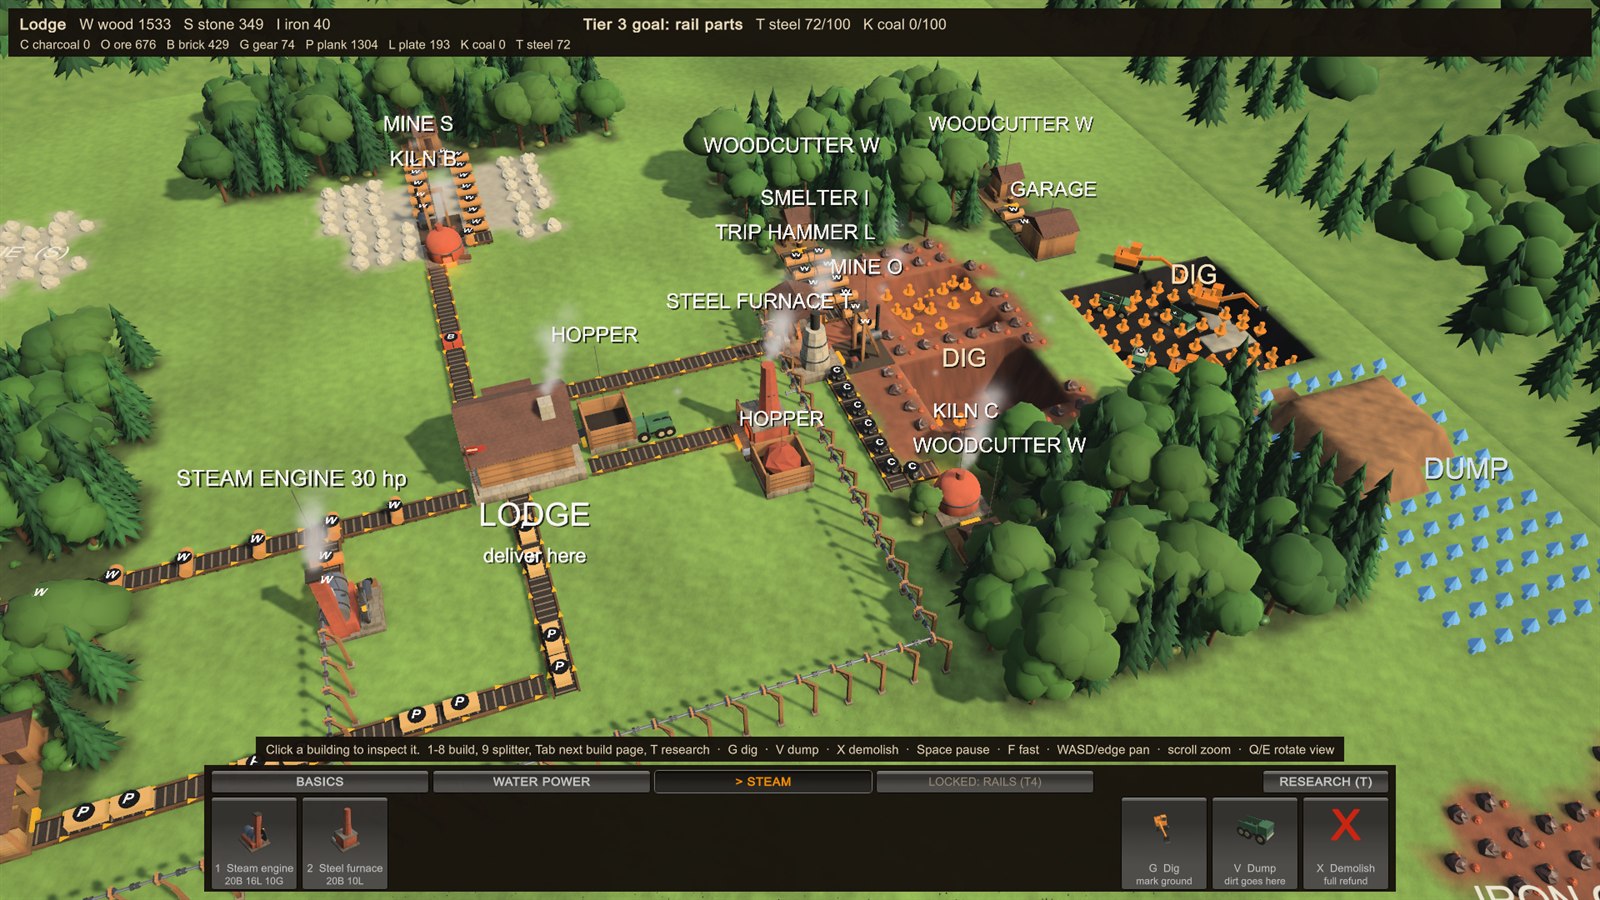 Lodge W wood 1533 S stone 349 I iron 40
Tier 3 goal: rail parts T steel 72/100 K coal 0/100
C charcoal 0 O ore 676 B brick 429 G gear 74 P plank 1304 L plate 193 K coal 0 T steel 72
MINE S
KILN B
WOODCUTTER W
WOODCUTTER W
SMELTER I
GARAGE
TRIP HAMMER L
MINE O
DIG
STEEL FURNACE T
HOPPER
DIG
KILN C
HOPPER
WOODCUTTER W
DUMP
STEAM ENGINE 30 hp
LODGE
deliver here
Click a building to inspect it. 1-8 build, 9 splitter, Tab next build page, T research · G dig · V dump · X demolish · Space pause · F fast · WASD/edge pan · scroll zoom · Q/E rotate view
BASICS
WATER POWER
> STEAM
LOCKED: RAILS (T4)
RESEARCH (T)
1 Steam engine
20B 16L 10G
2 Steel furnace
20B 10L
G Dig
mark ground
V Dump
dirt goes here
X Demolish
full refund